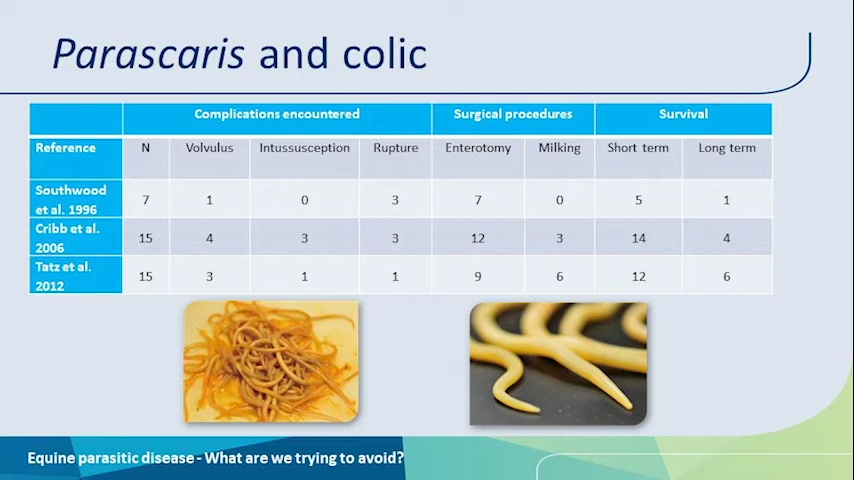 Parascaris and colic
Complications encountered Surgical procedures Survival
Reference N Volvulus Intussusception Rupture Enterotomy Milking Short term Long term
Southwood et al. 1996 7 1 0 3 7 0 5 1
Cribb et al. 2006 15 4 3 3 12 3 14 4
Tatz et al. 2012 15 3 1 1 9 6 12 6
Equine parasitic disease - What are we trying to avoid?